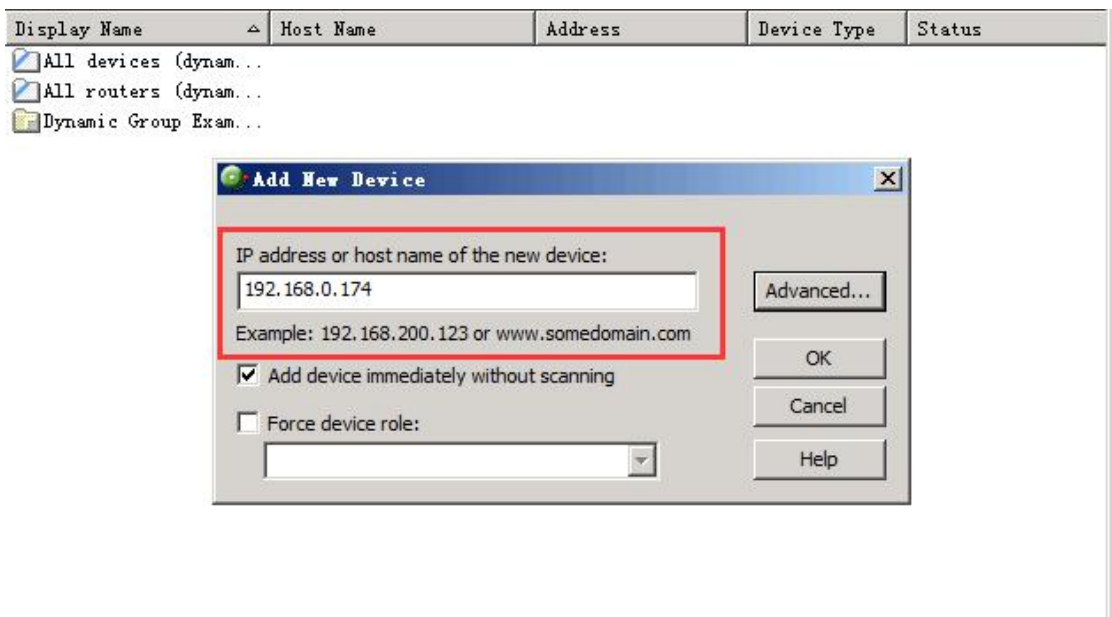 Display Name Host Name Address Device Type Status
All devices (dynam...
All routers (dynam...
Dynamic Group Exam...
Add New Device
IP address or host name of the new device:
192.168.0.174
Advanced...
Example: 192.168.200.123 or www.somedomain.com
OK
Add device immediately without scanning
Cancel
Force device role:
Help